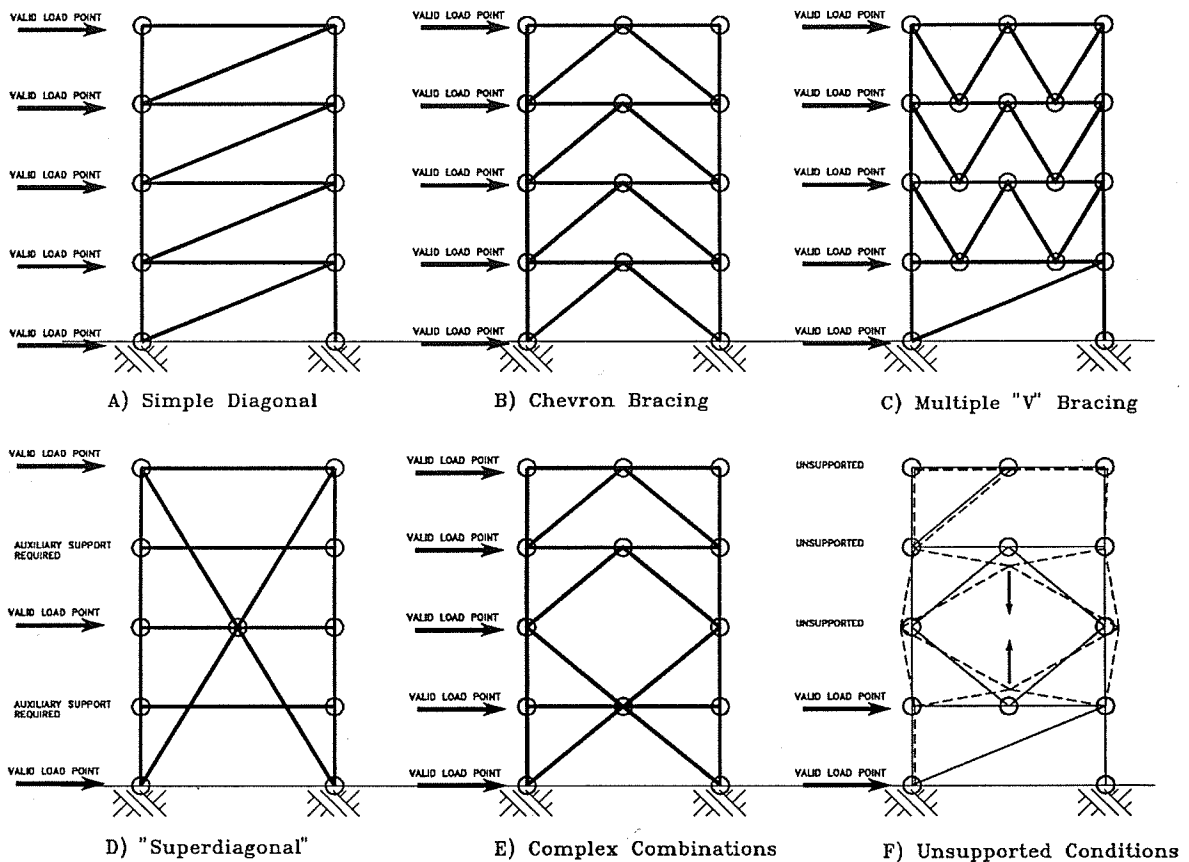 VALID LOAD POINT
VALID LOAD POINT
VALID LOAD POINT
VALID LOAD POINT
VALID LOAD POINT
A) Simple Diagonal
VALID LOAD POINT
VALID LOAD POINT
VALID LOAD POINT
VALID LOAD POINT
VALID LOAD POINT
B) Chevron Bracing
VALID LOAD POINT
VALID LOAD POINT
VALID LOAD POINT
VALID LOAD POINT
VALID LOAD POINT
C) Multiple "V" Bracing
VALID LOAD POINT
AUXILIARY SUPPORT
REQUIRED
VALID LOAD POINT
AUXILIARY SUPPORT
REQUIRED
VALID LOAD POINT
D) "Superdiagonal"
VALID LOAD POINT
VALID LOAD POINT
VALID LOAD POINT
VALID LOAD POINT
VALID LOAD POINT
E) Complex Combinations
UNSUPPORTED
UNSUPPORTED
UNSUPPORTED
VALID LOAD POINT
VALID LOAD POINT
F) Unsupported Conditions